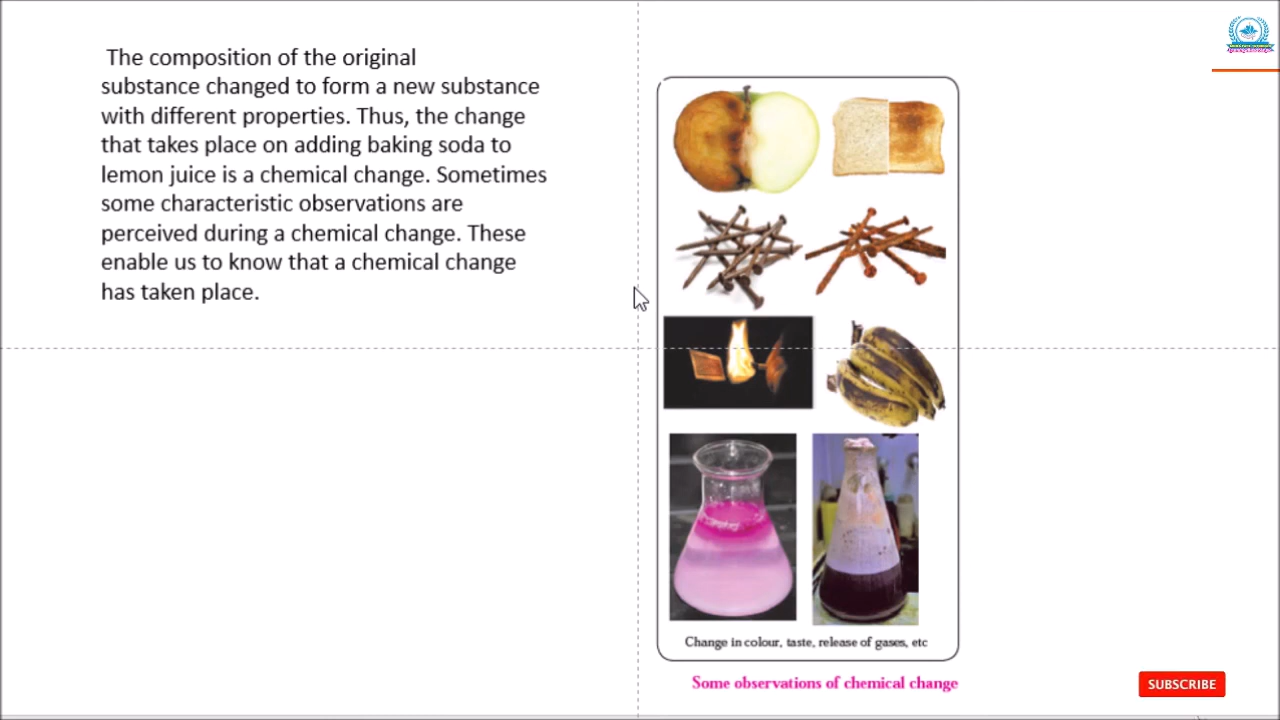 The composition of the original
substance changed to form a new substance
with different properties. Thus, the change
that takes place on adding baking soda to
lemon juice is a chemical change. Sometimes
some characteristic observations are
perceived during a chemical change. These
enable us to know that a chemical change
has taken place.
Change in colour, taste, release of gases, etc
Some observations of chemical change
SUBSCRIBE